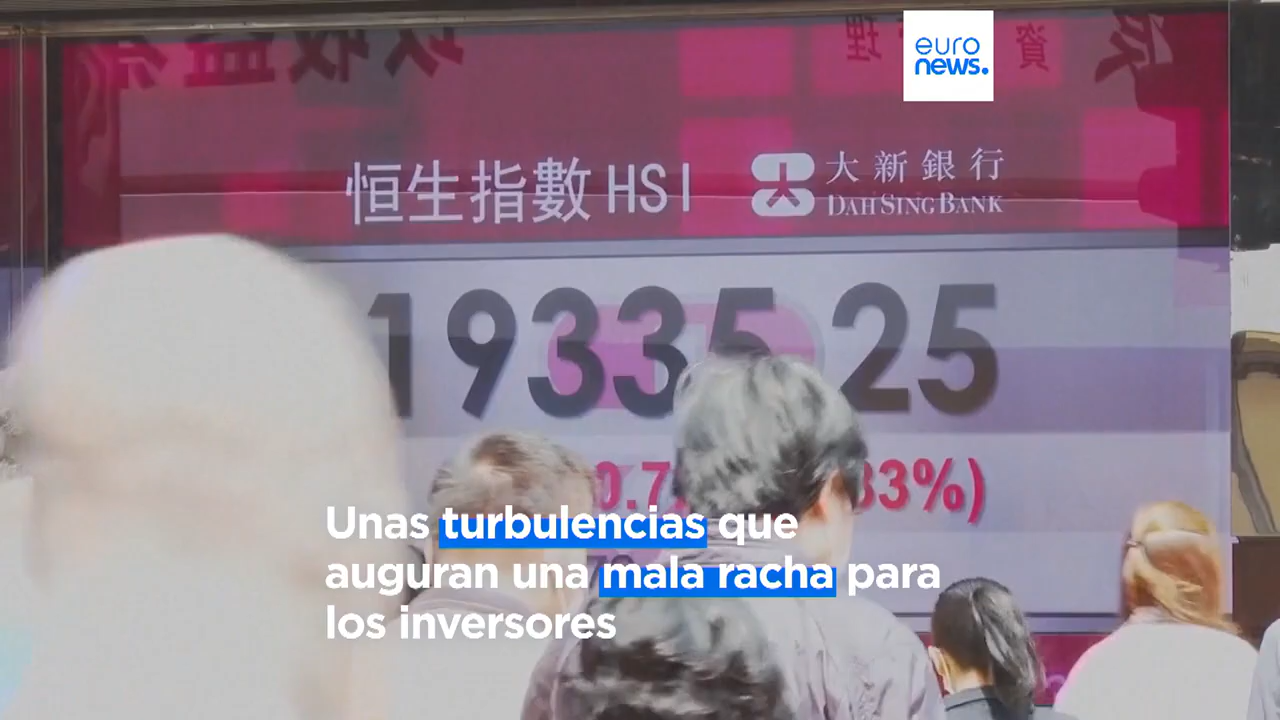 euro
news.
恒生指數 HSI
大新銀行
DAH SING BANK
19335.25
Unas turbulencias que
auguran una mala racha para
los inversores